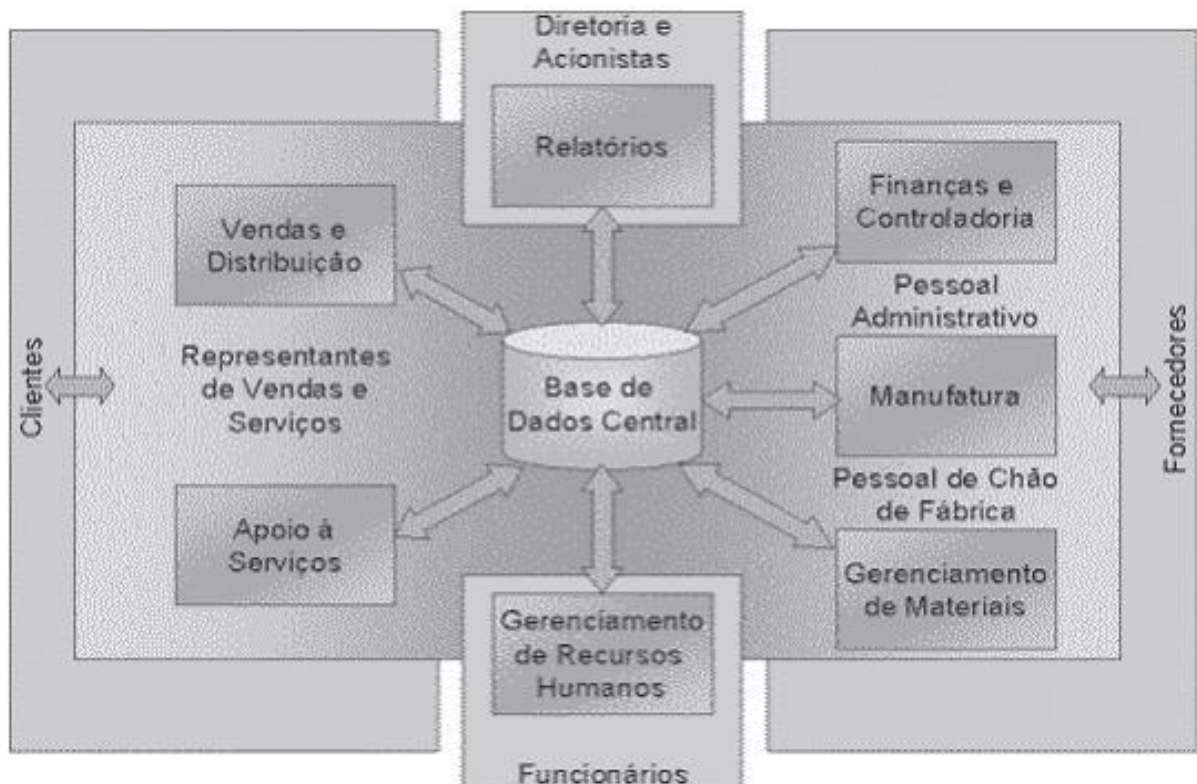 Diretoria e
Acionistas
Relatórios
Vendas e
Distribuição
Finanças e
Controladoria
Pessoal
Administrativo
Clientes
Representantes
de Vendas e
Serviços
Base de
Dados Central
Manufatura
Fornecedores
Pessoal de Chão
de Fábrica
Apoio à
Serviços
Gerenciamento
de Recursos
Humanos
Gerenciamento
de Materiais
Funcionários